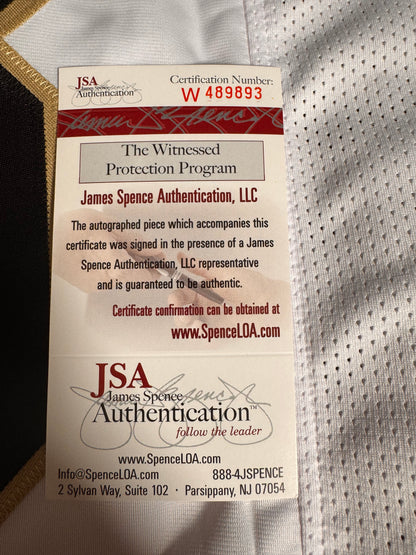 JSA
James Spence
Authentication
Certification Number:
W 489893
The Witnessed
Protection Program
James Spence Authentication, LLC
The autographed piece which accompanies this
certificate was signed in the presence of a James
Spence Authentication, LLC representative
and is guaranteed to be authentic.
Certificate confirmation can be obtained at
www.SpenceLOA.com
JSA
James Spence
Authentication™
follow the leader
www.SpenceLOA.com
Info@SpenceLOA.com 888-4JSPENCE
2 Sylvan Way, Suite 102 · Parsippany, NJ 07054